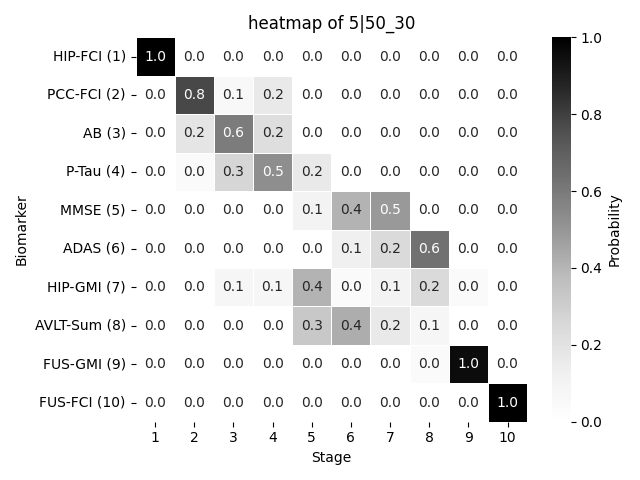 heatmap of 5|50_30
HIP-FCI (1) 1.0 0.0 0.0 0.0 0.0 0.0 0.0 0.0 0.0 0.0
PCC-FCI (2) 0.0 0.8 0.1 0.2 0.0 0.0 0.0 0.0 0.0 0.0
AB (3) 0.0 0.2 0.6 0.2 0.0 0.0 0.0 0.0 0.0 0.0
P-Tau (4) 0.0 0.0 0.3 0.5 0.2 0.0 0.0 0.0 0.0 0.0
MMSE (5) 0.0 0.0 0.0 0.0 0.1 0.4 0.5 0.0 0.0 0.0
ADAS (6) 0.0 0.0 0.0 0.0 0.0 0.1 0.2 0.6 0.0 0.0
HIP-GMI (7) 0.0 0.0 0.1 0.1 0.4 0.0 0.1 0.2 0.0 0.0
AVLT-Sum (8) 0.0 0.0 0.0 0.0 0.3 0.4 0.2 0.1 0.0 0.0
FUS-GMI (9) 0.0 0.0 0.0 0.0 0.0 0.0 0.0 0.0 1.0 0.0
FUS-FCI (10) 0.0 0.0 0.0 0.0 0.0 0.0 0.0 0.0 0.0 1.0
1 2 3 4 5 6 7 8 9 10
Stage
Biomarker
1.0
0.8
0.6
0.4
0.2
0.0
Probability